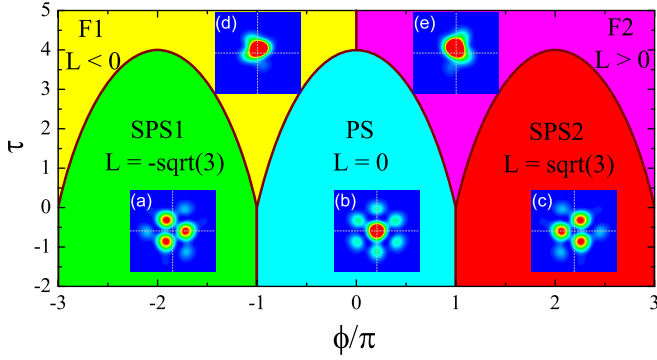 5
4
3
2
1
0
-1
-2
τ
F1
L < 0
(d)
(e)
F2
L > 0
SPS1
L = -sqrt(3)
PS
L = 0
SPS2
L = sqrt(3)
(a)
(b)
(c)
-3 -2 -1 0 1 2 3
ϕ/π